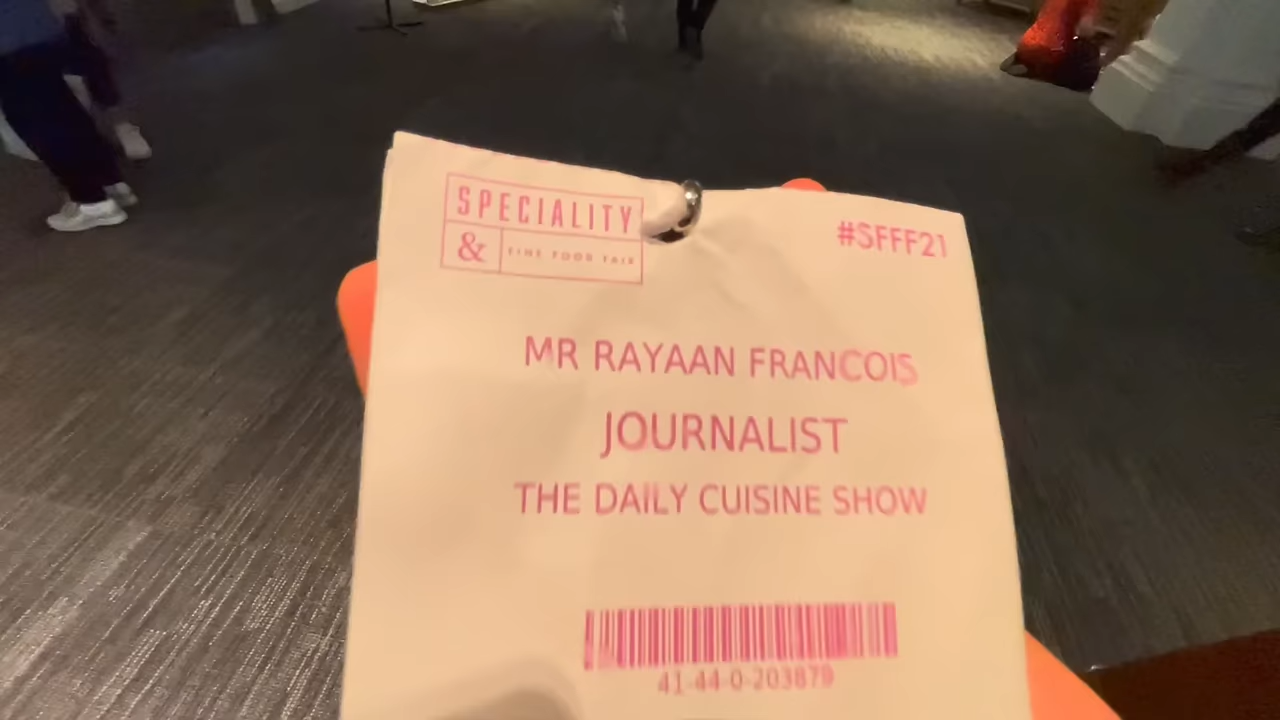 SPECIALITY
& FINE FOOD FAIR
#SFFF21
MR RAYAAN FRANCOIS
JOURNALIST
THE DAILY CUISINE SHOW
41-44-0-203879